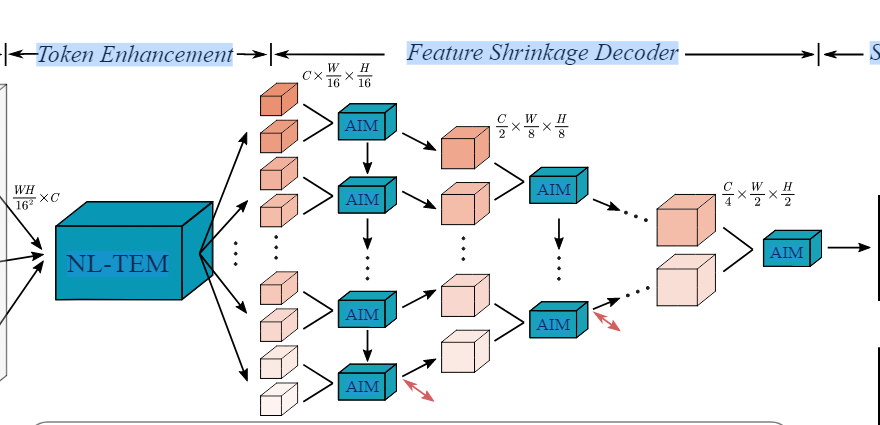 Token Enhancement
Feature Shrinkage Decoder
S
C × W/16 × H/16
AIM
C/2 × W/8 × H/8
WH/16² × C
AIM
AIM
C/4 × W/2 × H/2
NL-TEM
AIM
AIM
AIM
AIM